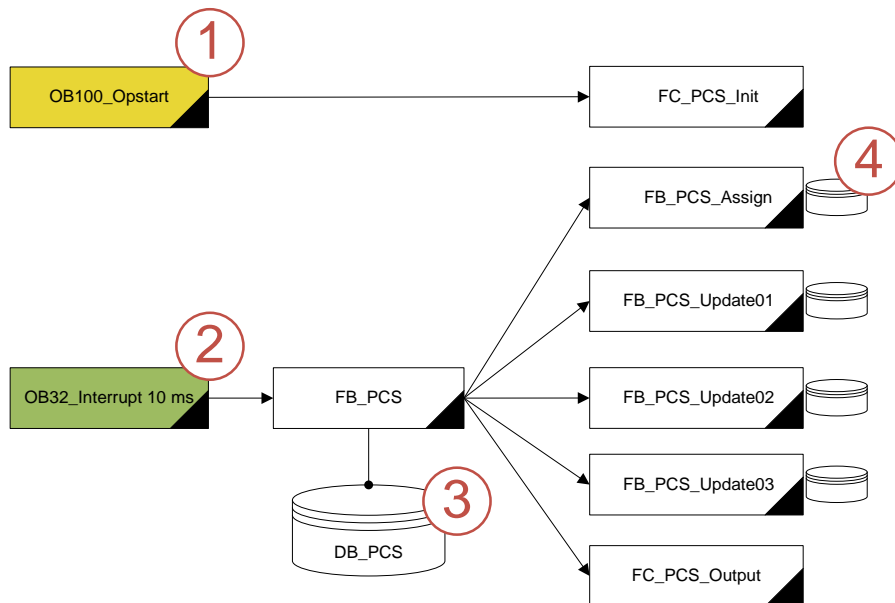 1
OB100_Opstart
FC_PCS_Init
4
FB_PCS_Assign
FB_PCS_Update01
2
OB32_Interrupt 10 ms
FB_PCS
FB_PCS_Update02
3
FB_PCS_Update03
DB_PCS
FC_PCS_Output